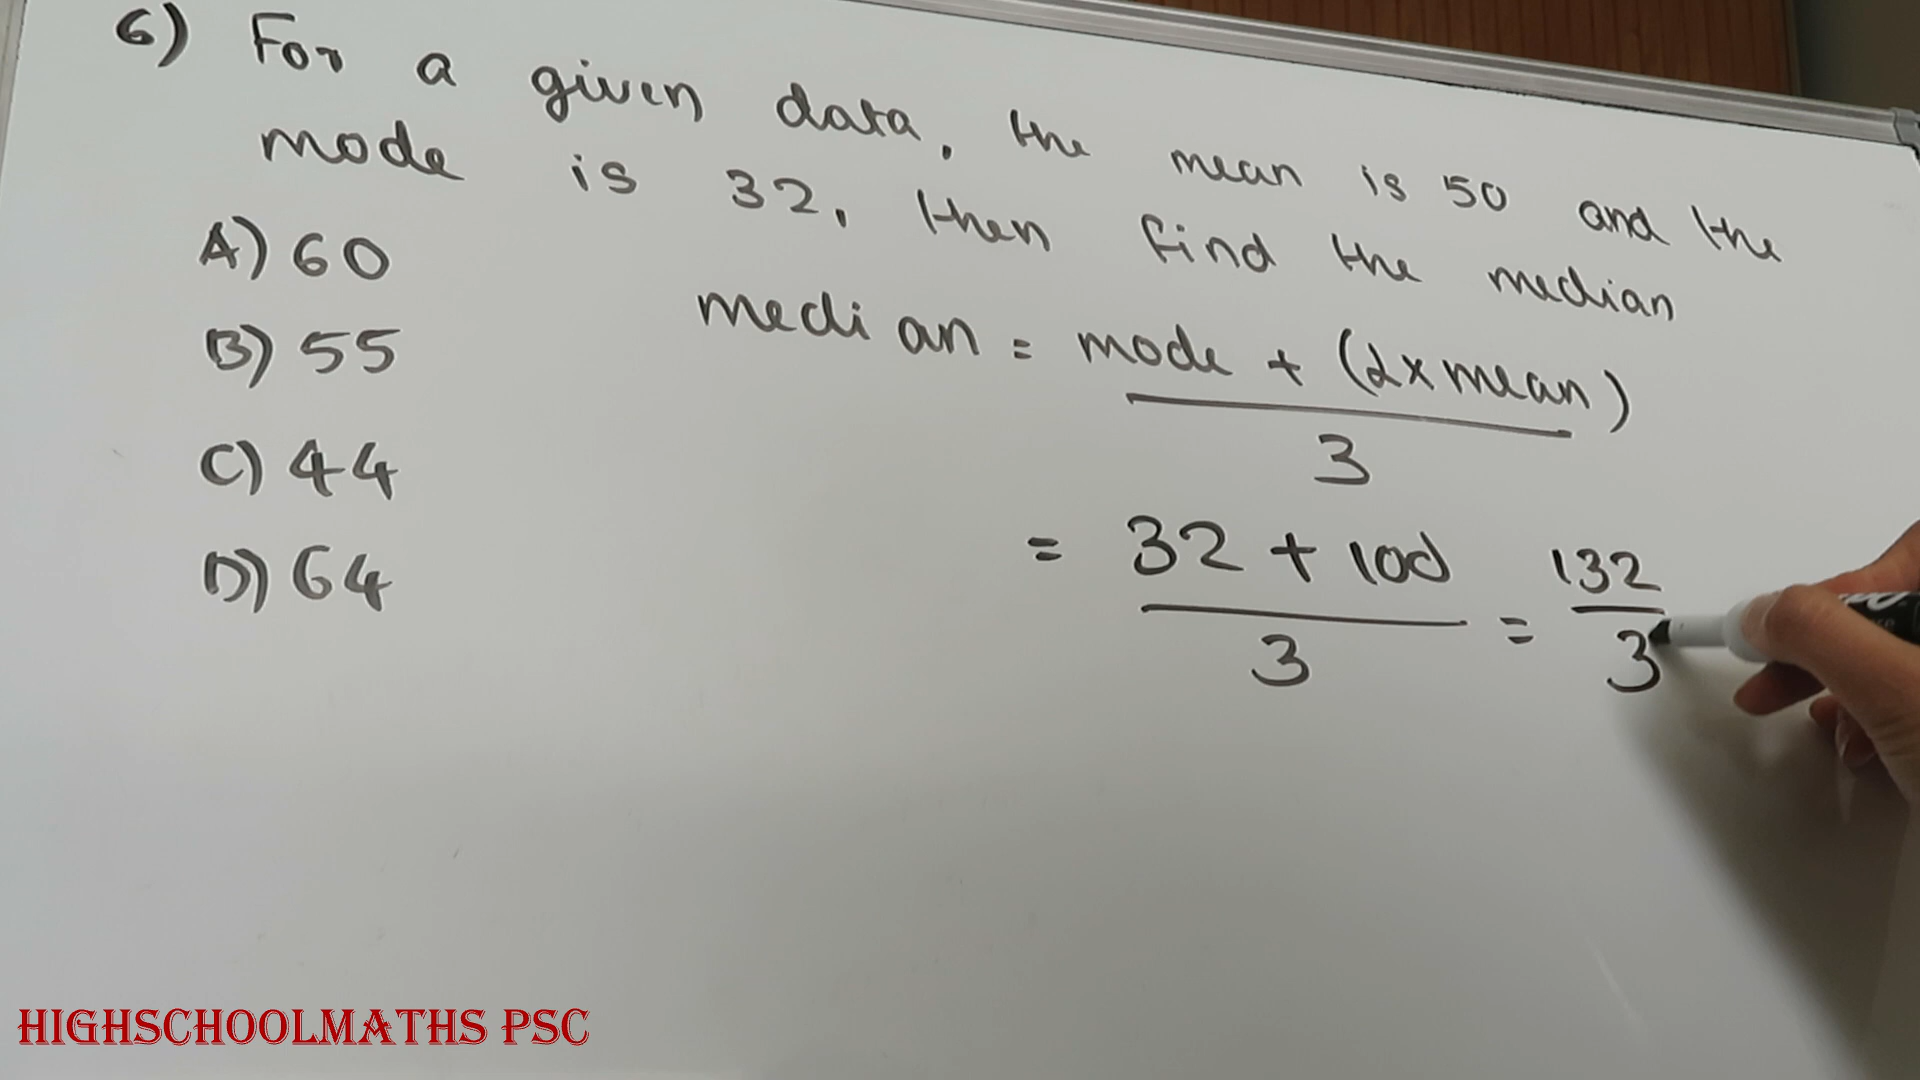 6) For a given data, the mean is 50 and the
mode is 32, then find the median
A) 60
B) 55
C) 44
D) 64
median = mode + (2 x mean)
3
= 32 + 100
3
= 132
3
HIGHSCHOOLMATHS PSC